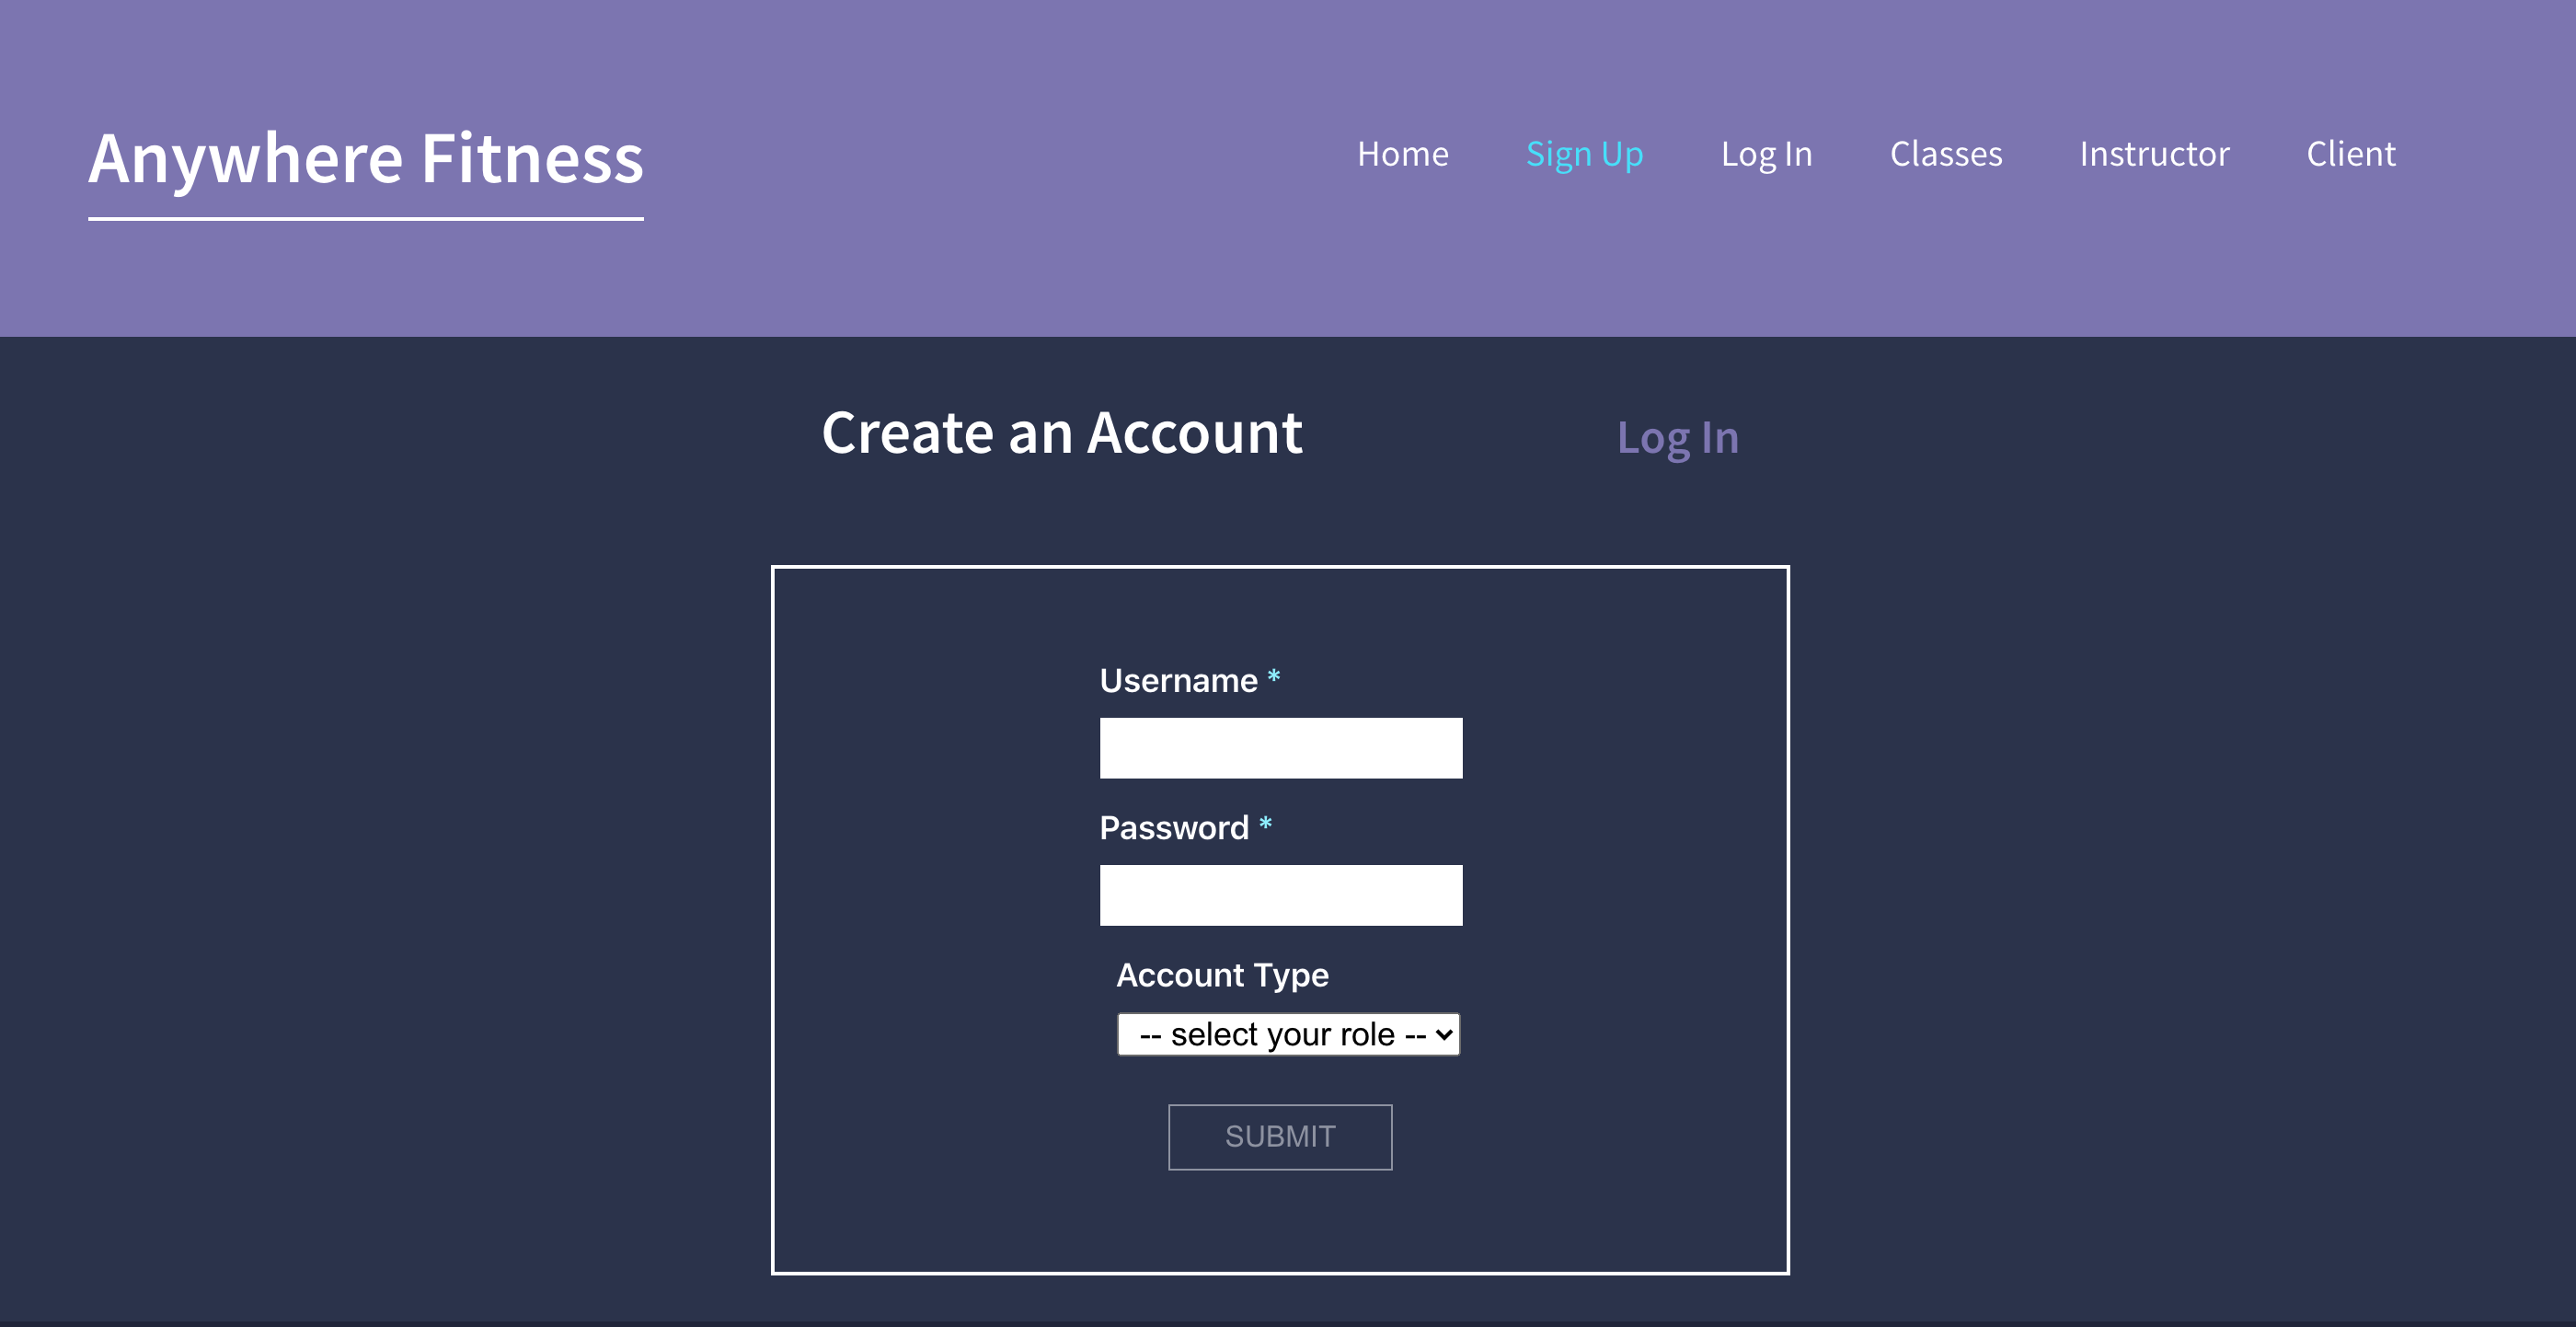 Anywhere Fitness
Home Sign Up Log In Classes Instructor Client
Create an Account Log In
Username *
Password *
Account Type
-- select your role --
SUBMIT